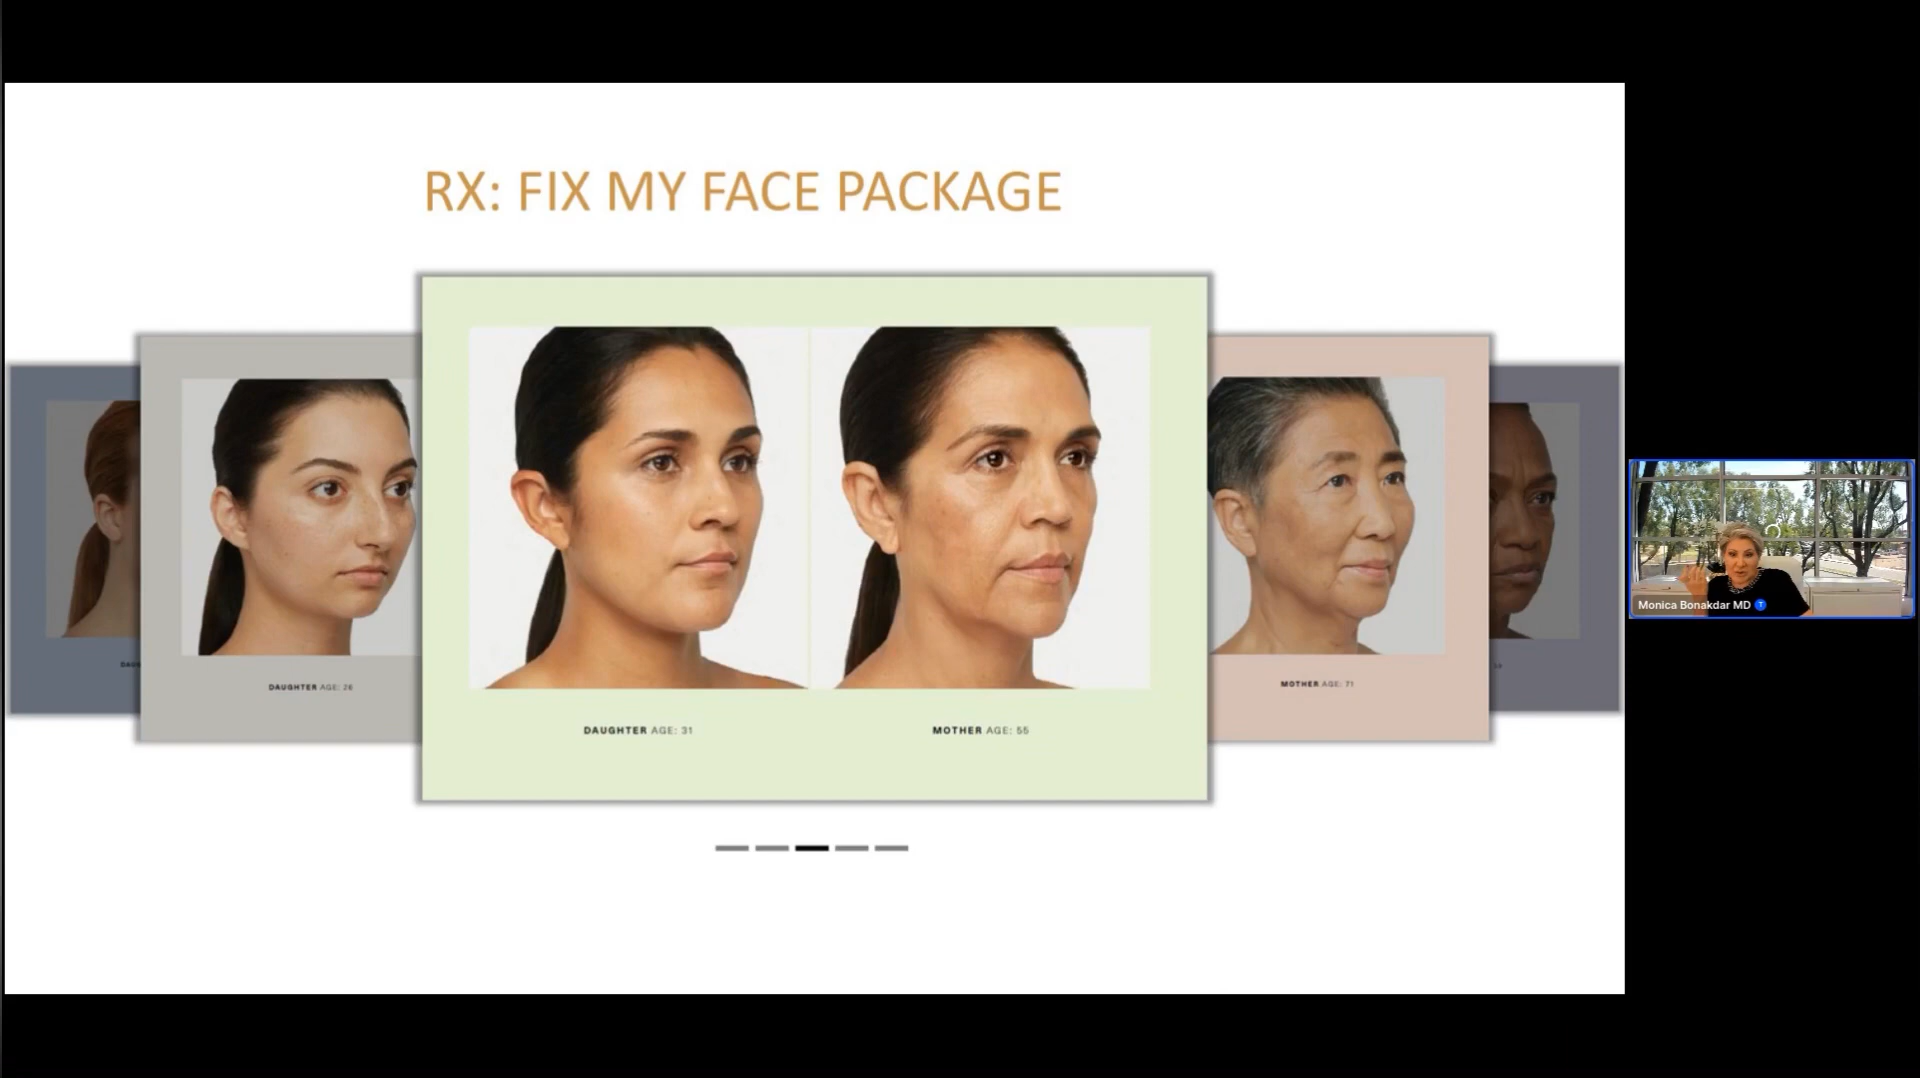 RX: FIX MY FACE PACKAGE
DAUGHTER AGE: 26
DAUGHTER AGE: 31
MOTHER AGE: 55
MOTHER AGE: 71
Monica Bonakdar MD